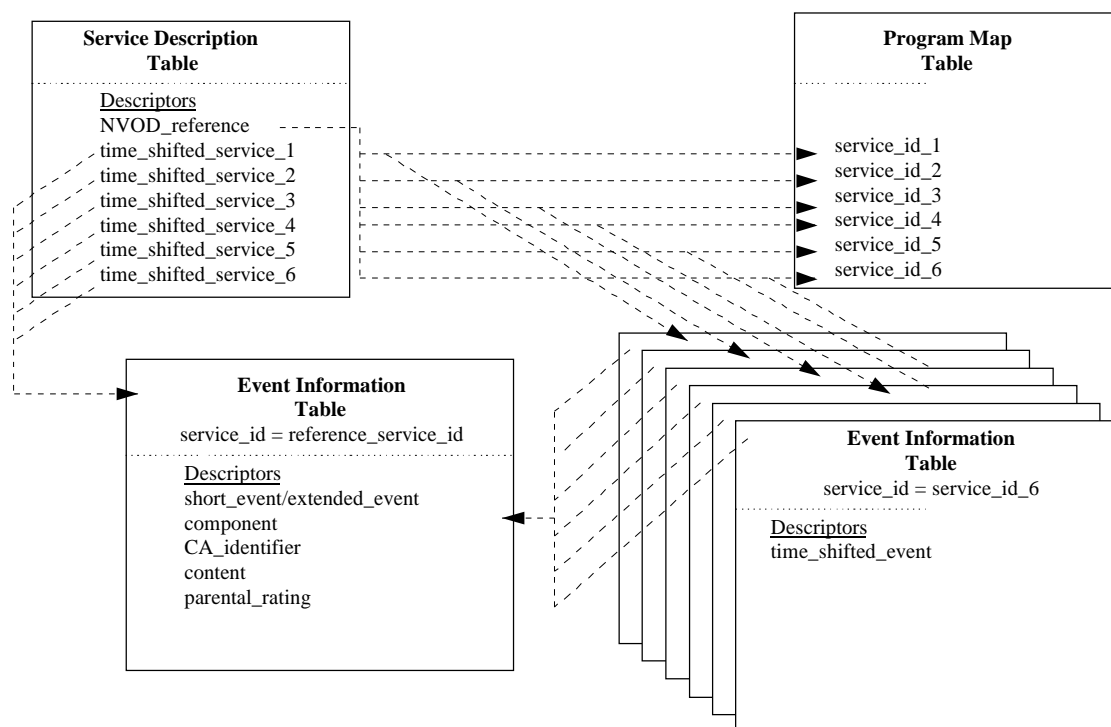 Service Description
Table
Descriptors
NVOD_reference
time_shifted_service_1
time_shifted_service_2
time_shifted_service_3
time_shifted_service_4
time_shifted_service_5
time_shifted_service_6
Program Map
Table
service_id_1
service_id_2
service_id_3
service_id_4
service_id_5
service_id_6
Event Information
Table
service_id = reference_service_id
Descriptors
short_event/extended_event
component
CA_identifier
content
parental_rating
Event Information
Table
service_id = service_id_6
Descriptors
time_shifted_event